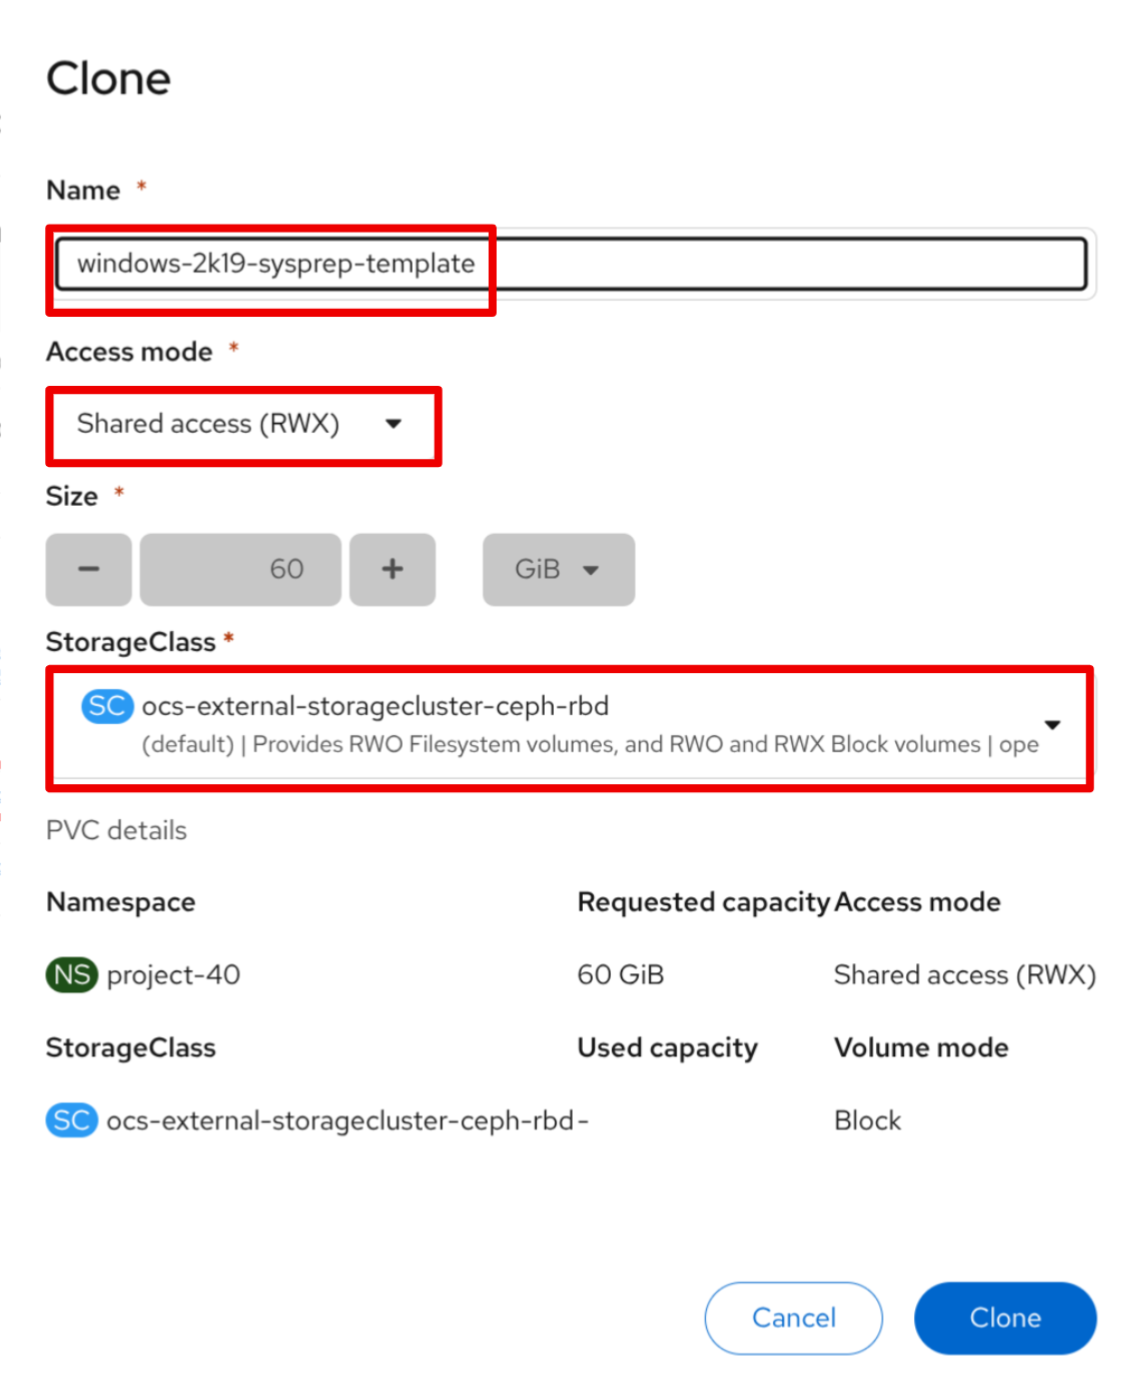 Clone
Name *
windows-2k19-sysprep-template
Access mode *
Shared access (RWX)
Size *
− 60 + GiB
StorageClass *
SC ocs-external-storagecluster-ceph-rbd
(default) | Provides RWO Filesystem volumes, and RWO and RWX Block volumes | ope
PVC details
Namespace Requested capacity Access mode
NS project-40 60 GiB Shared access (RWX)
StorageClass Used capacity Volume mode
SC ocs-external-storagecluster-ceph-rbd - Block
Cancel Clone